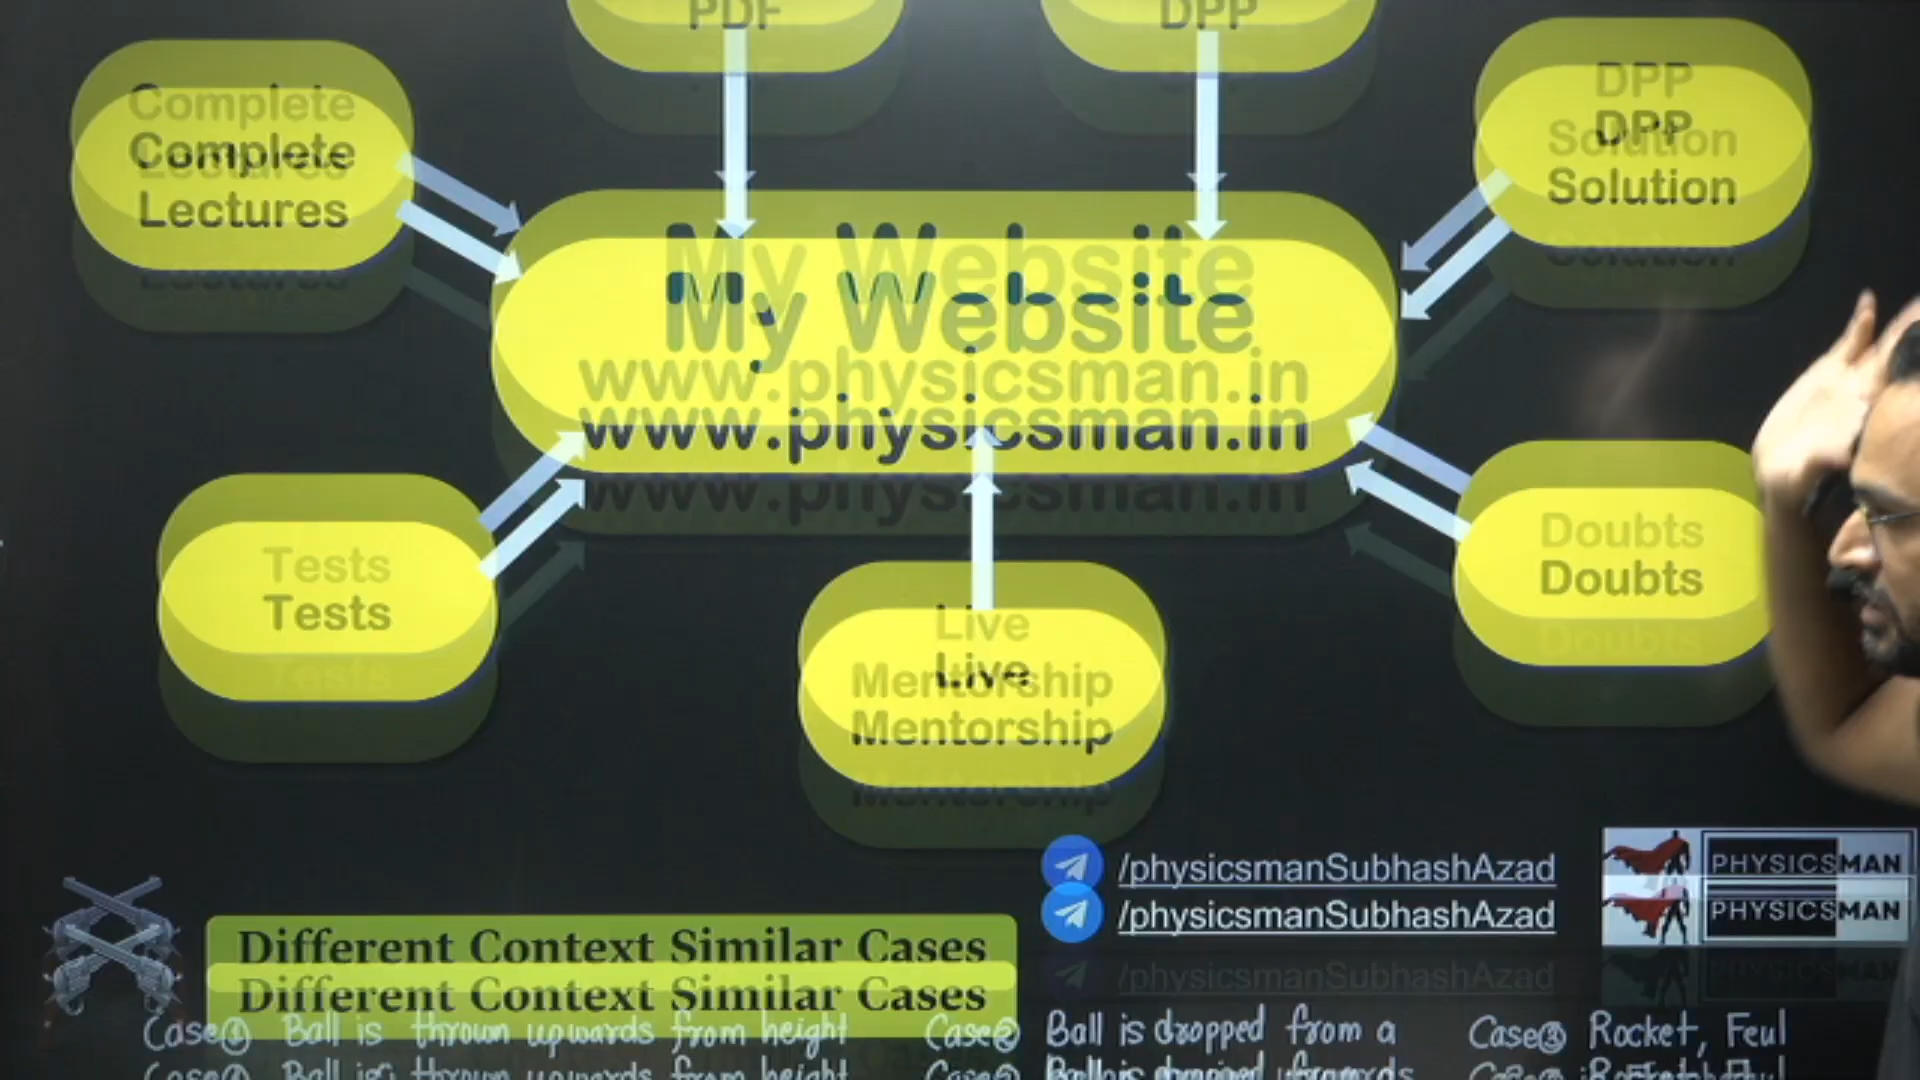 PDF
DPP
Complete
Lectures
DPP
Solution
My Website
www.physicsman.in
Tests
Doubts
Live
Mentorship
/physicsmanSubhashAzad
/physicsmanSubhashAzad
PHYSICSMAN
PHYSICSMAN
Different Context Similar Cases
Different Context Similar Cases
Case① Ball is thrown upwards from height
Case② Ball is dropped from a
Case③ Rocket, Feul